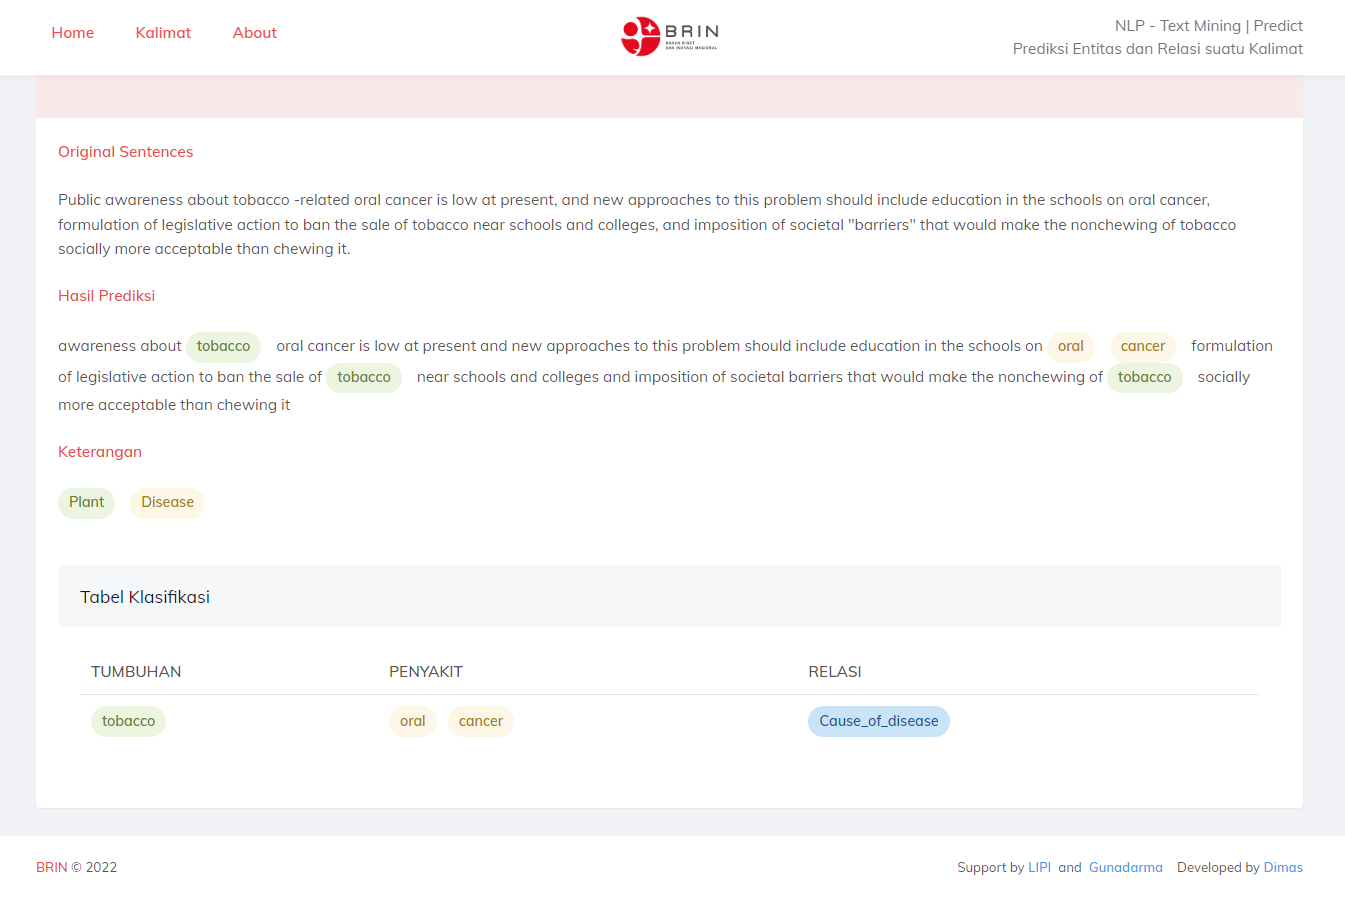 Home Kalimat About
BRIN
BADAN RISET
DAN INOVASI NASIONAL
NLP - Text Mining | Predict
Prediksi Entitas dan Relasi suatu Kalimat
Original Sentences
Public awareness about tobacco -related oral cancer is low at present, and new approaches to this problem should include education in the schools on oral cancer,
formulation of legislative action to ban the sale of tobacco near schools and colleges, and imposition of societal "barriers" that would make the nonchewing of tobacco
socially more acceptable than chewing it.
Hasil Prediksi
awareness about tobacco oral cancer is low at present and new approaches to this problem should include education in the schools on oral cancer formulation
of legislative action to ban the sale of tobacco near schools and colleges and imposition of societal barriers that would make the nonchewing of tobacco socially
more acceptable than chewing it
Keterangan
Plant Disease
Tabel Klasifikasi
TUMBUHAN PENYAKIT RELASI
tobacco oral cancer Cause_of_disease
BRIN © 2022
Support by LIPI and Gunadarma Developed by Dimas